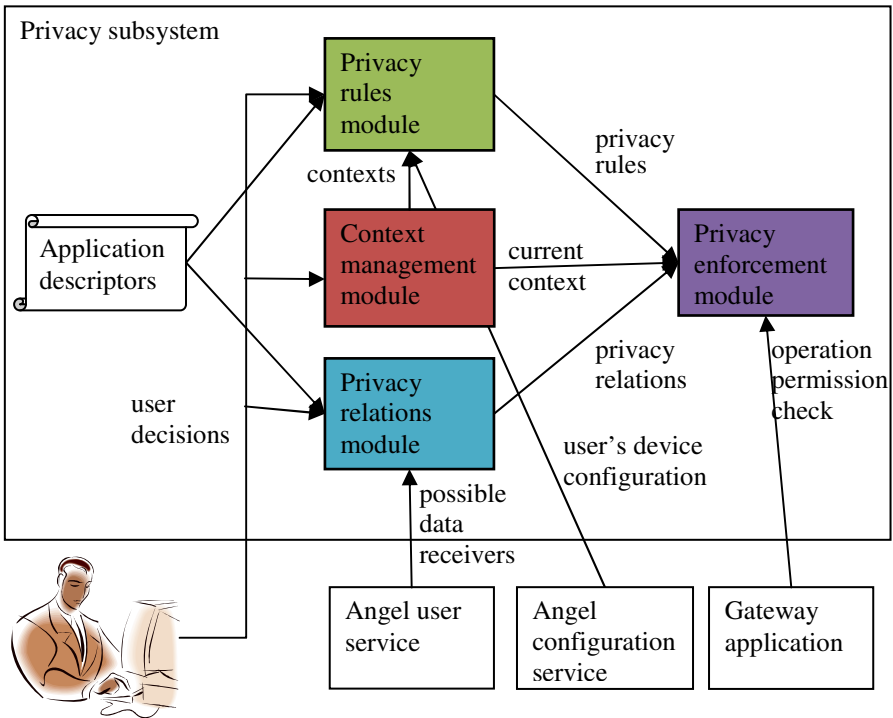 Privacy subsystem
Privacy
rules
module
privacy
rules
contexts
Application
descriptors
Context
management
module
current
context
Privacy
enforcement
module
Privacy
relations
module
privacy
relations
operation
permission
check
user
decisions
user’s device
configuration
possible
data
receivers
Angel user
service
Angel
configuration
service
Gateway
application